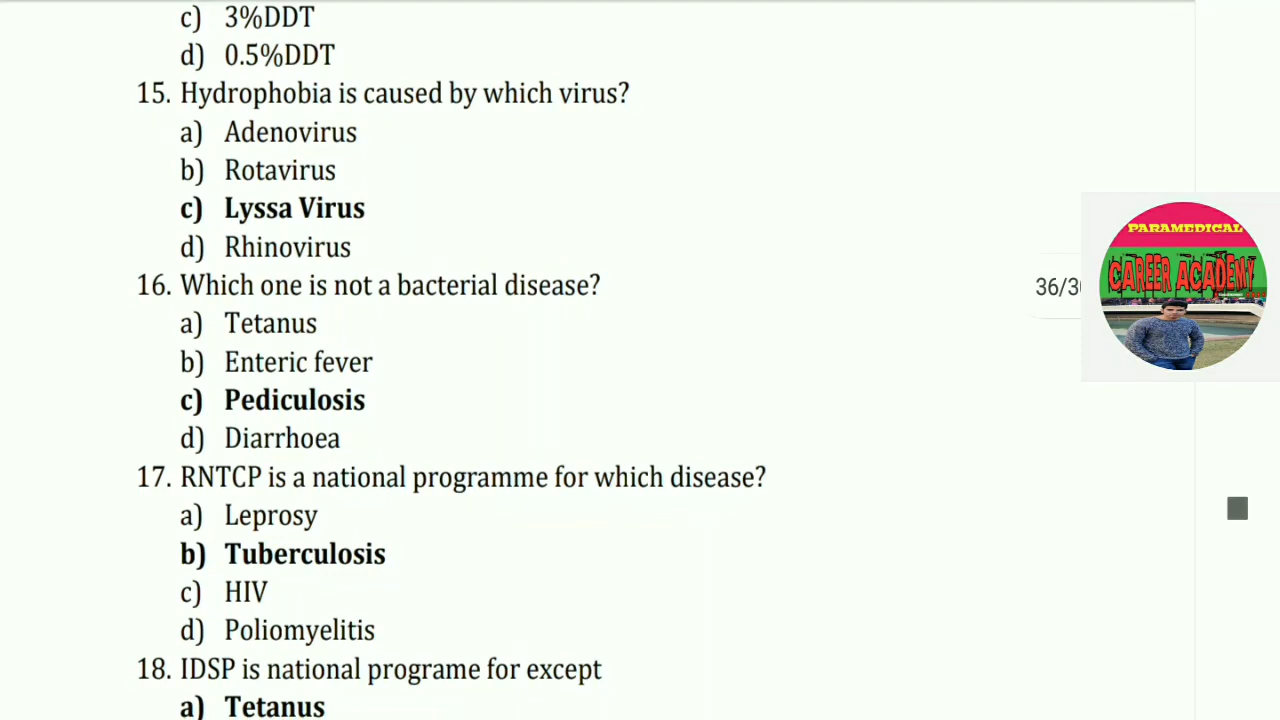 c) 3%DDT
d) 0.5%DDT
15. Hydrophobia is caused by which virus?
a) Adenovirus
b) Rotavirus
c) Lyssa Virus
d) Rhinovirus
16. Which one is not a bacterial disease?
a) Tetanus
b) Enteric fever
c) Pediculosis
d) Diarrhoea
17. RNTCP is a national programme for which disease?
a) Leprosy
b) Tuberculosis
c) HIV
d) Poliomyelitis
18. IDSP is national programe for except
a) Tetanus
36/3
PARAMEDICAL
CAREER ACADEMY